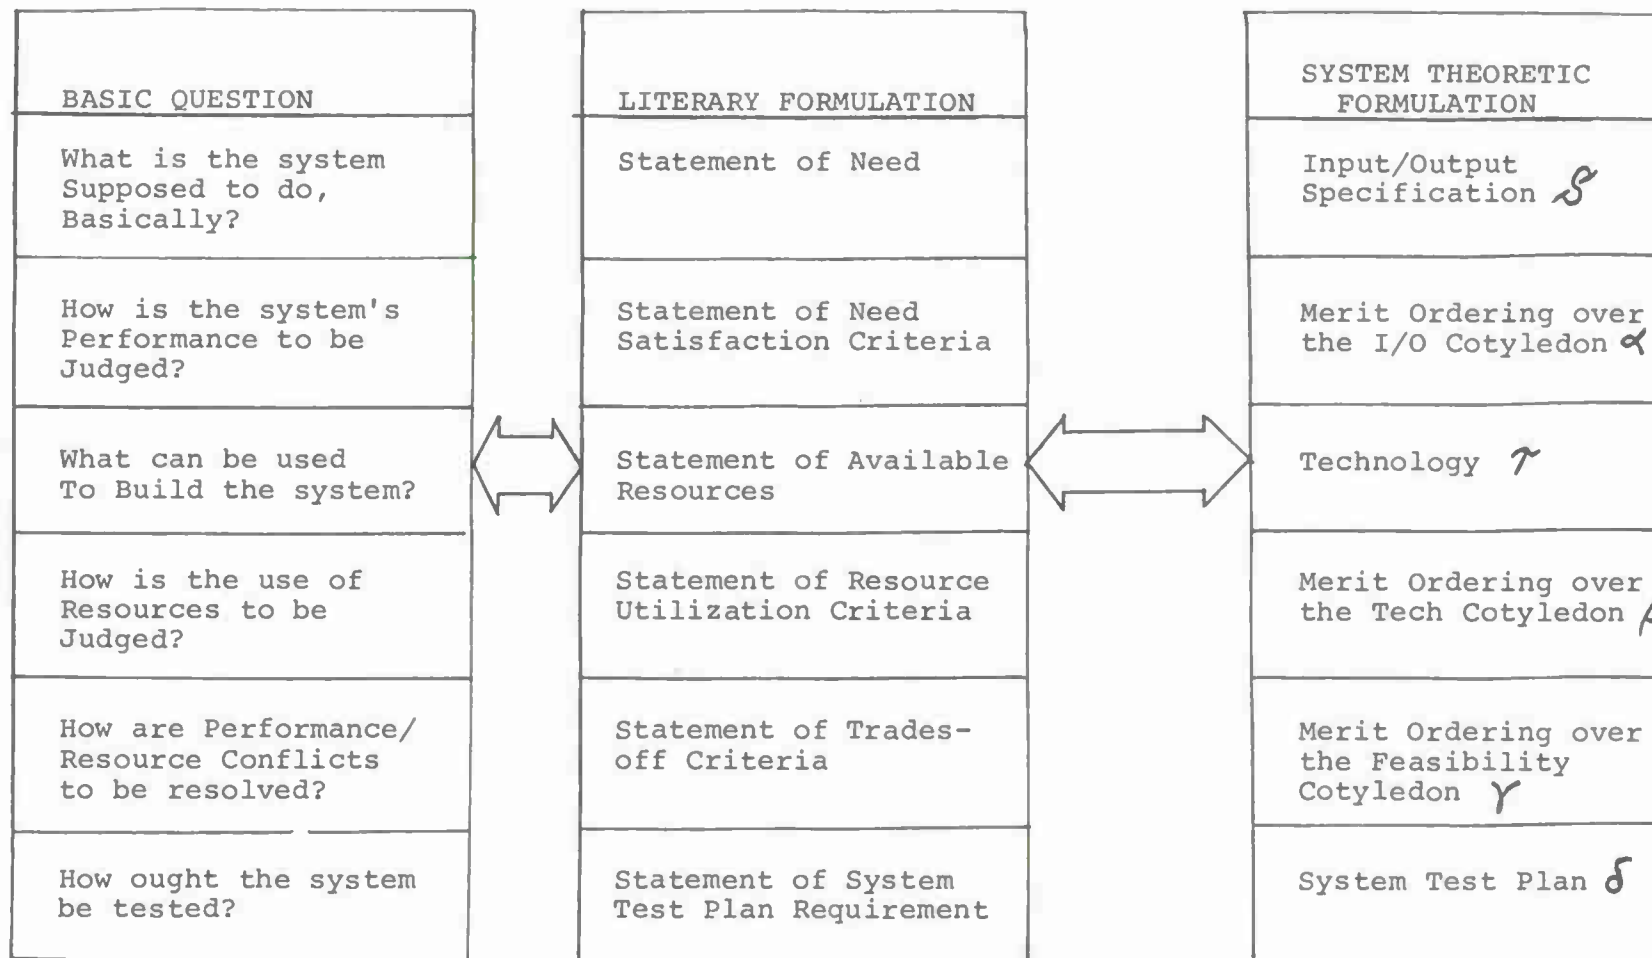 BASIC QUESTION
What is the system
Supposed to do,
Basically?
How is the system's
Performance to be
Judged?
What can be used
To Build the system?
How is the use of
Resources to be
Judged?
How are Performance/
Resource Conflicts
to be resolved?
How ought the system
be tested?
LITERARY FORMULATION
Statement of Need
Statement of Need
Satisfaction Criteria
Statement of Available
Resources
Statement of Resource
Utilization Criteria
Statement of Trades-
off Criteria
Statement of System
Test Plan Requirement
SYSTEM THEORETIC
FORMULATION
Input/Output
Specification S
Merit Ordering over
the I/O Cotyledon α
Technology T
Merit Ordering over
the Tech Cotyledon
Merit Ordering over
the Feasibility
Cotyledon γ
System Test Plan δ